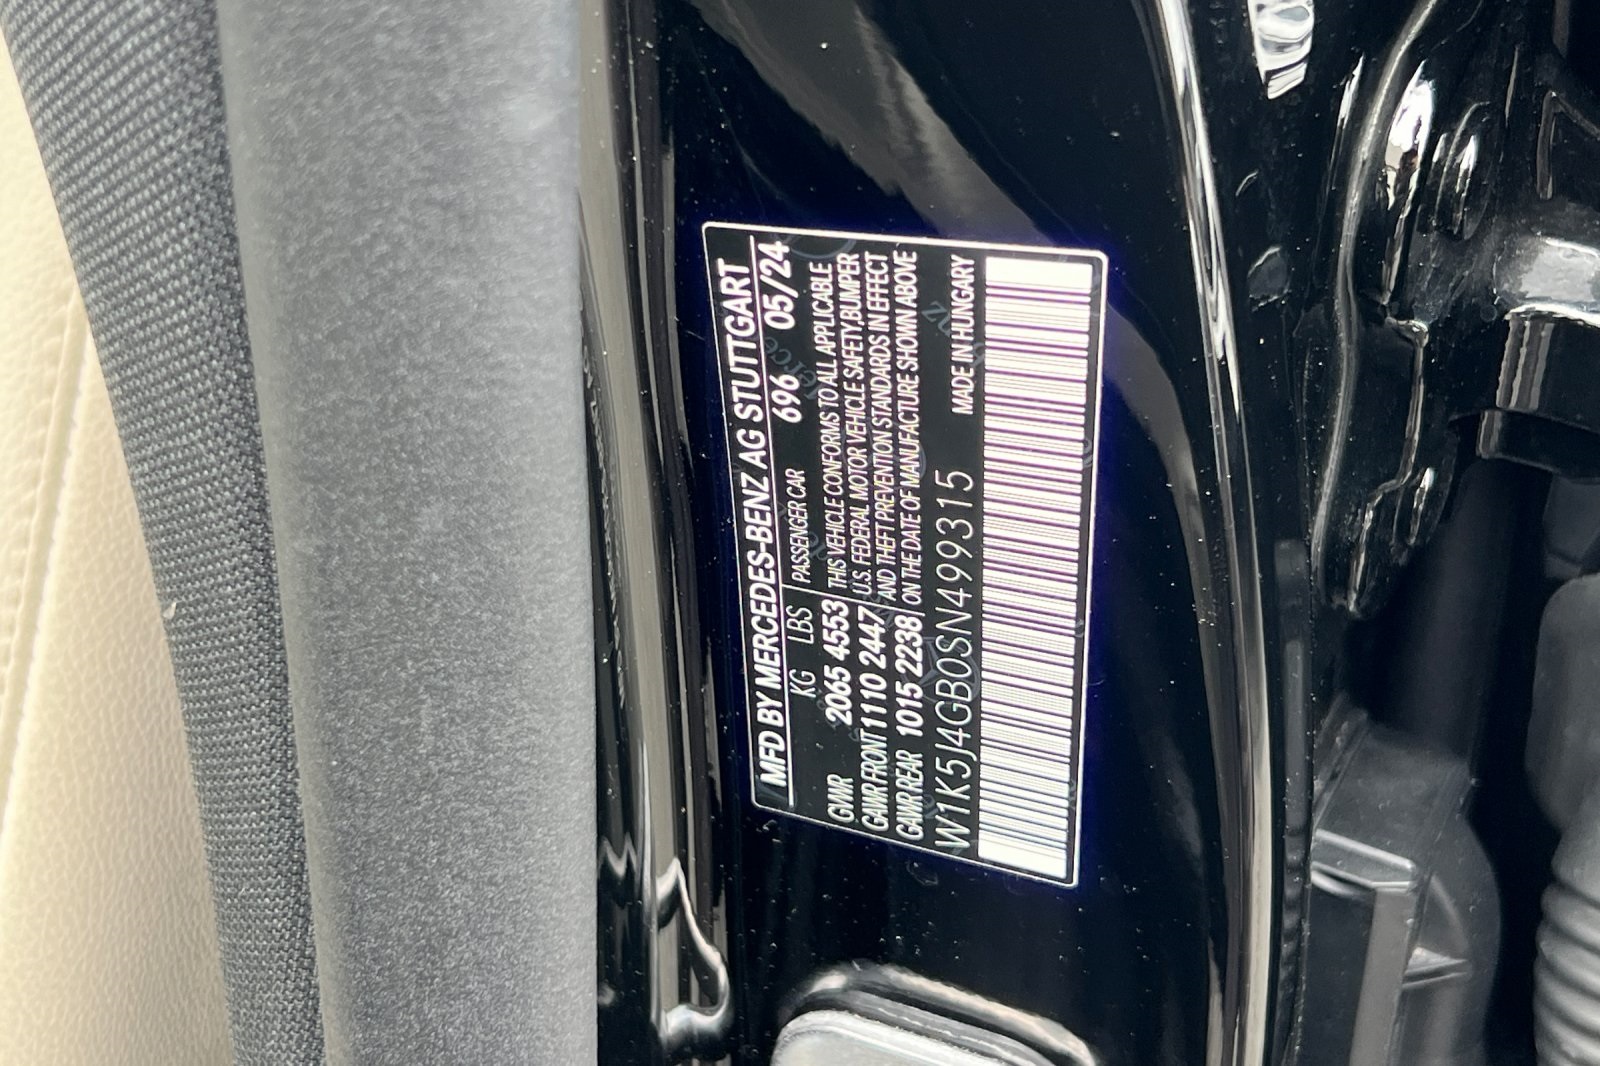 MFD BY MERCEDES-BENZ AG STUTTGART
KG LBS PASSENGER CAR 696 05/24
GVWR 2065 4553 THIS VEHICLE CONFORMS TO ALL APPLICABLE
GAWR FRONT 1110 2447 U.S. FEDERAL MOTOR VEHICLE SAFETY,BUMPER
GAWR REAR 1015 2238 AND THEFT PREVENTION STANDARDS IN EFFECT
ON THE DATE OF MANUFACTURE SHOWN ABOVE
W1K5J4GB0SN499315 MADE IN HUNGARY